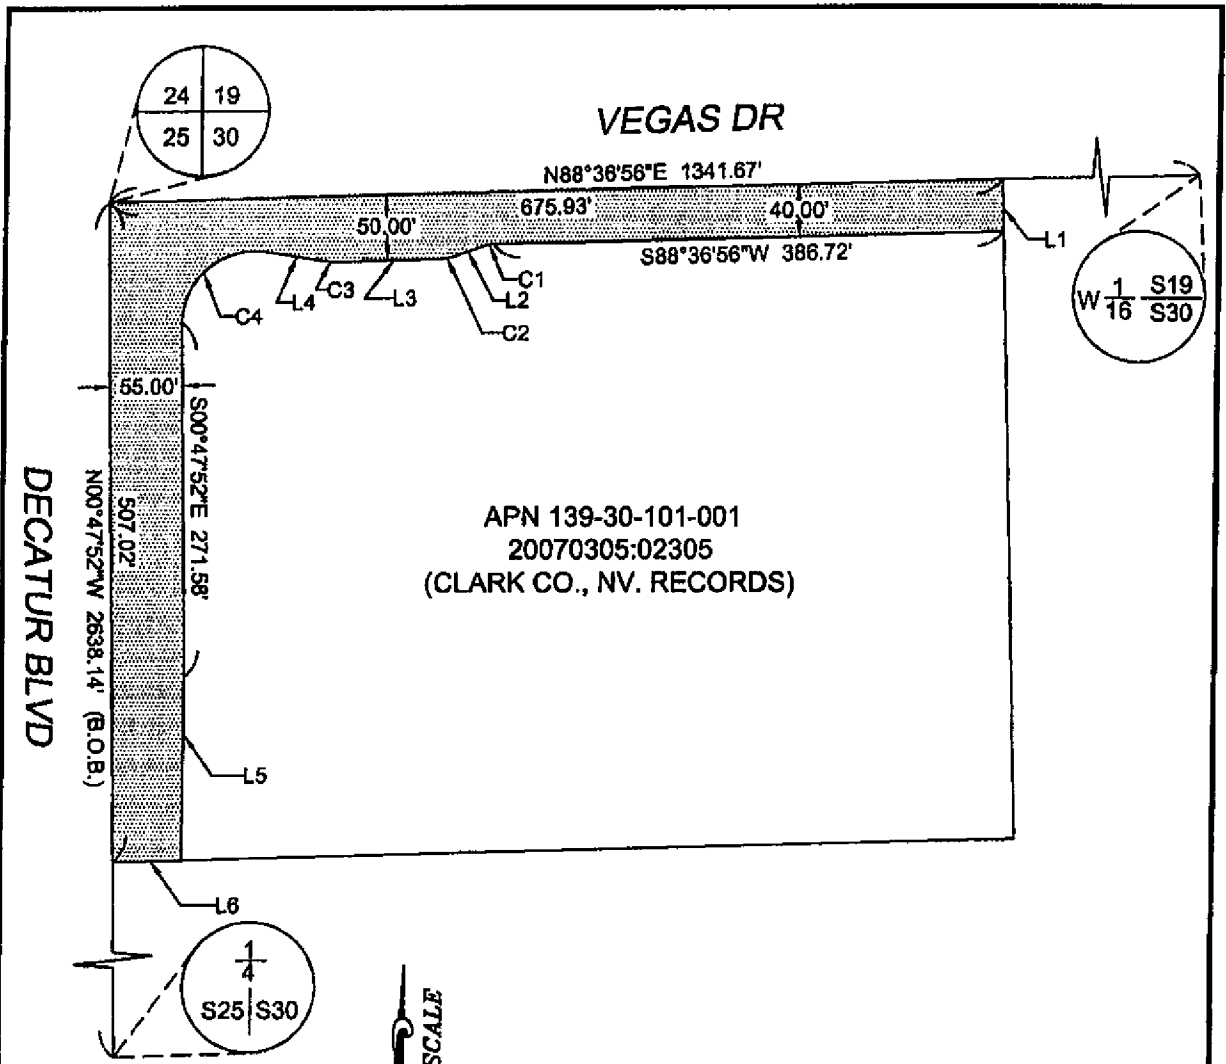 24 19
25 30
VEGAS DR
N88°36'56"E 1341.67'
675.93'
50.00'
40.00'
S88°36'56"W 386.72'
L1
C1
L2
C3
L3
L4
C4
C2
W 1/16 S19/S30
55.00'
S00°47'52"E 271.58'
DECATUR BLVD
N00°47'52"W 2638.14' (B.O.B.)
507.02'
APN 139-30-101-001
20070305:02305
(CLARK CO., NV. RECORDS)
L5
L6
1/4
S25 S30
SCALE